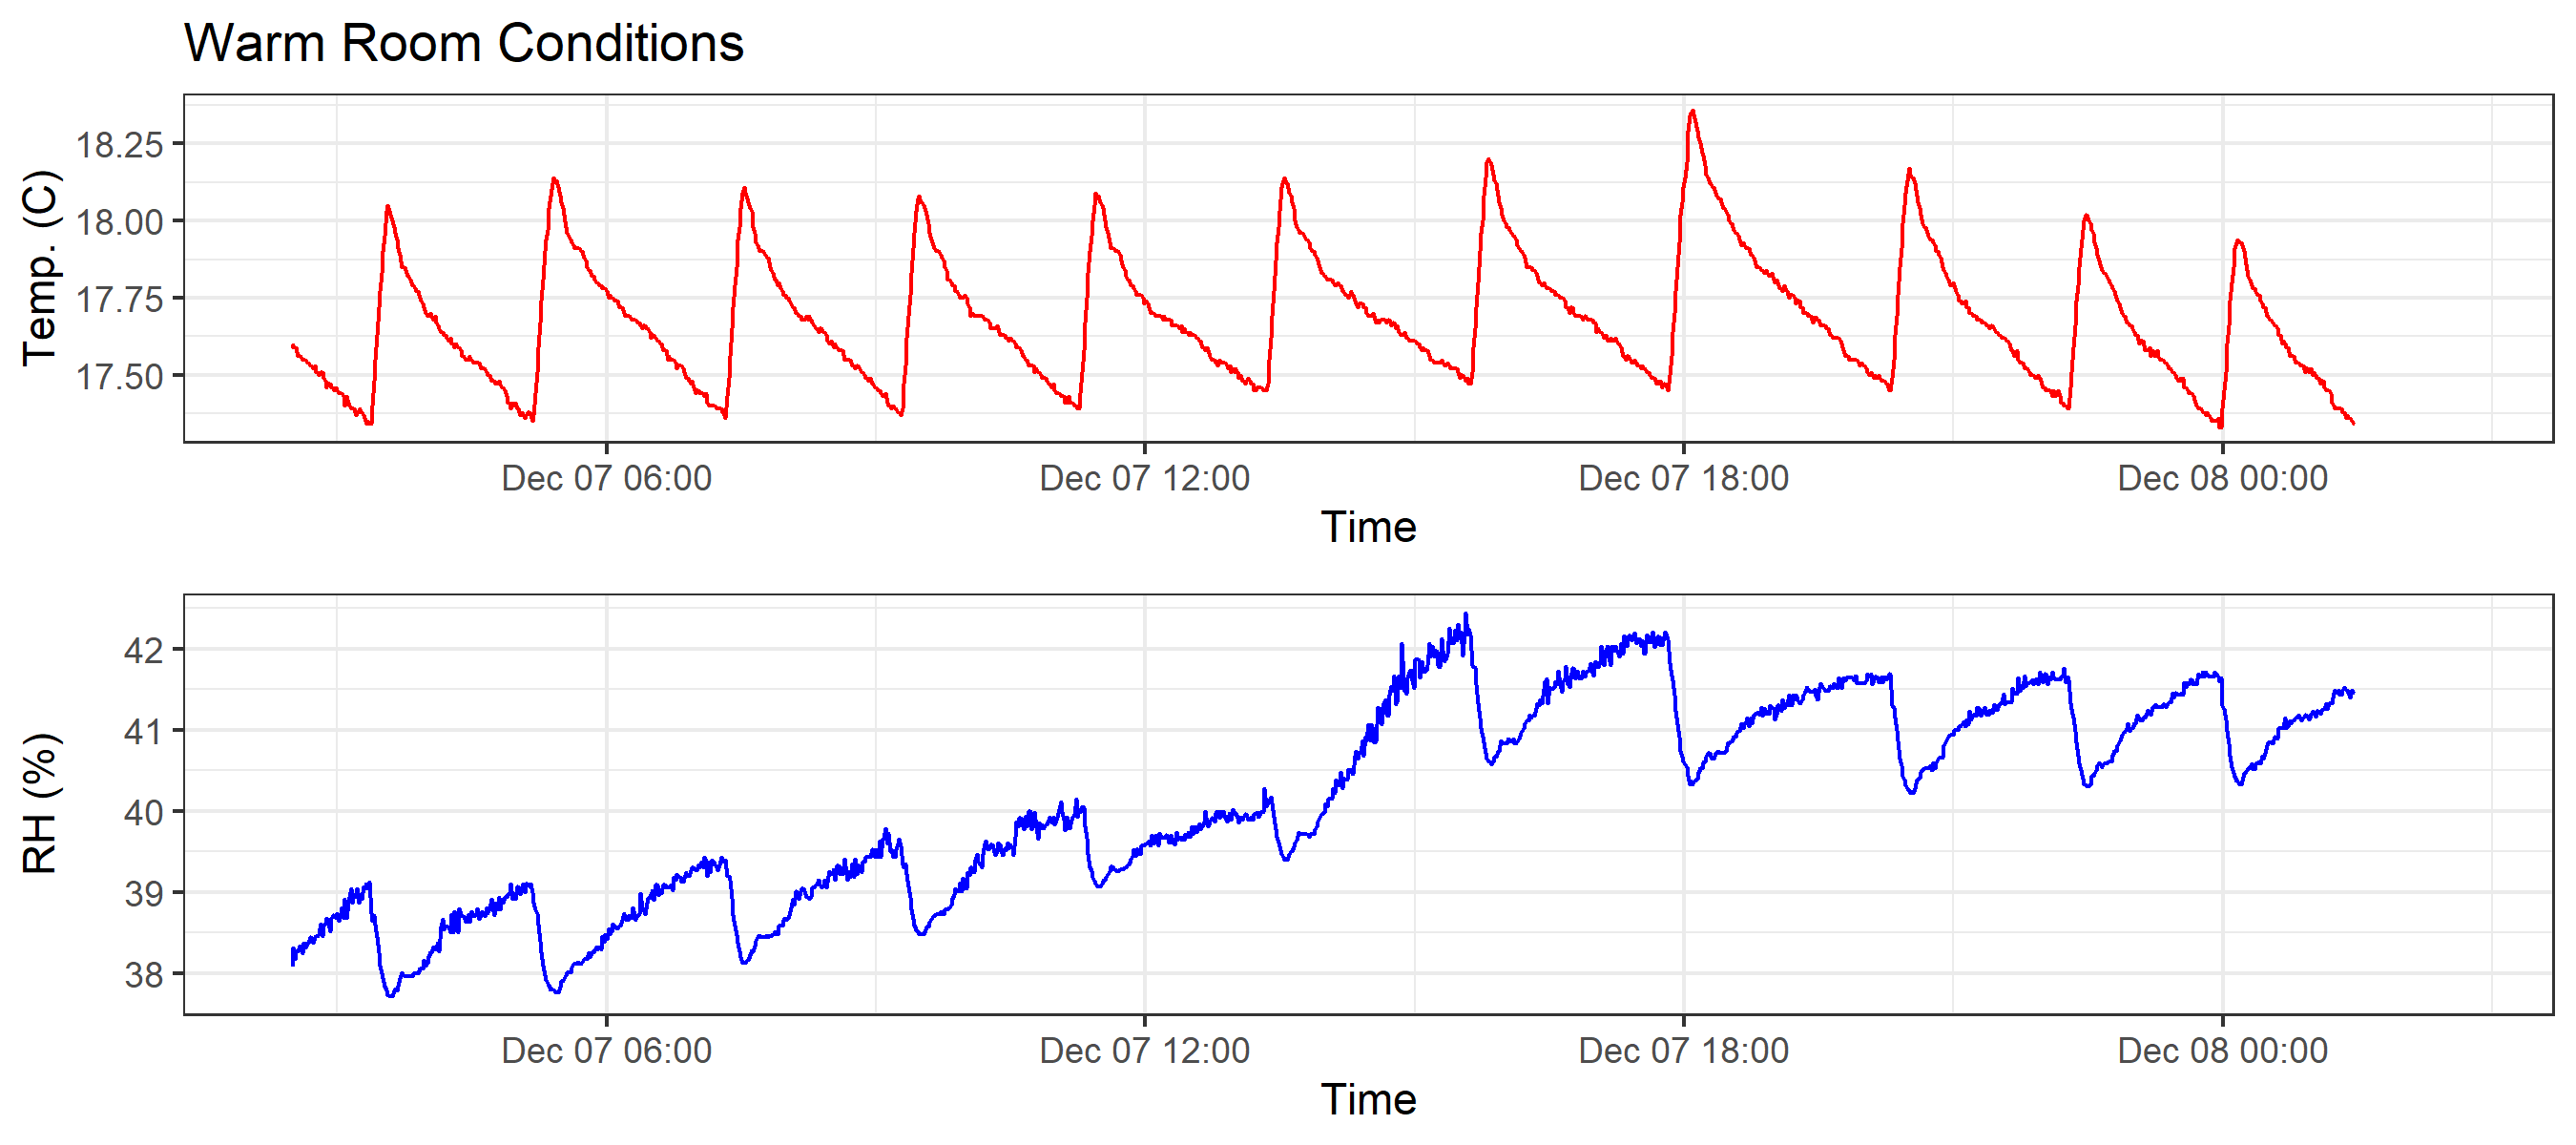 Warm Room Conditions
Temp. (C)
18.25
18.00
17.75
17.50
Dec 07 06:00 Dec 07 12:00 Dec 07 18:00 Dec 08 00:00
Time
RH (%)
42
41
40
39
38
Dec 07 06:00 Dec 07 12:00 Dec 07 18:00 Dec 08 00:00
Time